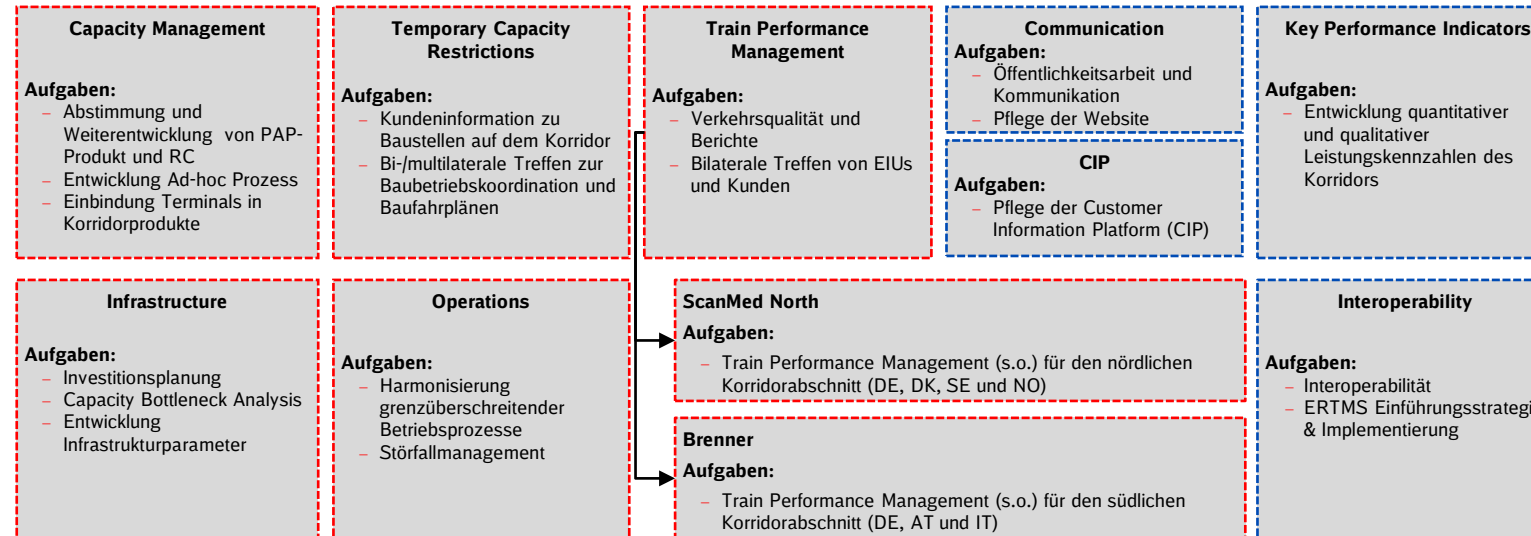 Capacity Management
Aufgaben:
– Abstimmung und
Weiterentwicklung von PAP-
Produkt und RC
– Entwicklung Ad-hoc Prozess
– Einbindung Terminals in
Korridorprodukte
Temporary Capacity
Restrictions
Aufgaben:
– Kundeninformation zu
Baustellen auf dem Korridor
– Bi-/multilaterale Treffen zur
Baubetriebskoordination und
Baufahrplänen
Train Performance
Management
Aufgaben:
– Verkehrsqualität und
Berichte
– Bilaterale Treffen von EIUs
und Kunden
Communication
Aufgaben:
– Öffentlichkeitsarbeit und
Kommunikation
– Pflege der Website
CIP
Aufgaben:
– Pflege der Customer
Information Platform (CIP)
Key Performance Indicators
Aufgaben:
– Entwicklung quantitativer
und qualitativer
Leistungskennzahlen des
Korridors
Infrastructure
Aufgaben:
– Investitionsplanung
– Capacity Bottleneck Analysis
– Entwicklung
Infrastrukturparameter
Operations
Aufgaben:
– Harmonisierung
grenzüberschreitender
Betriebsprozesse
– Störfallmanagement
ScanMed North
Aufgaben:
– Train Performance Management (s.o.) für den nördlichen
Korridorabschnitt (DE, DK, SE und NO)
Brenner
Aufgaben:
– Train Performance Management (s.o.) für den südlichen
Korridorabschnitt (DE, AT und IT)
Interoperability
Aufgaben:
– Interoperabilität
– ERTMS Einführungsstrategi
& Implementierung